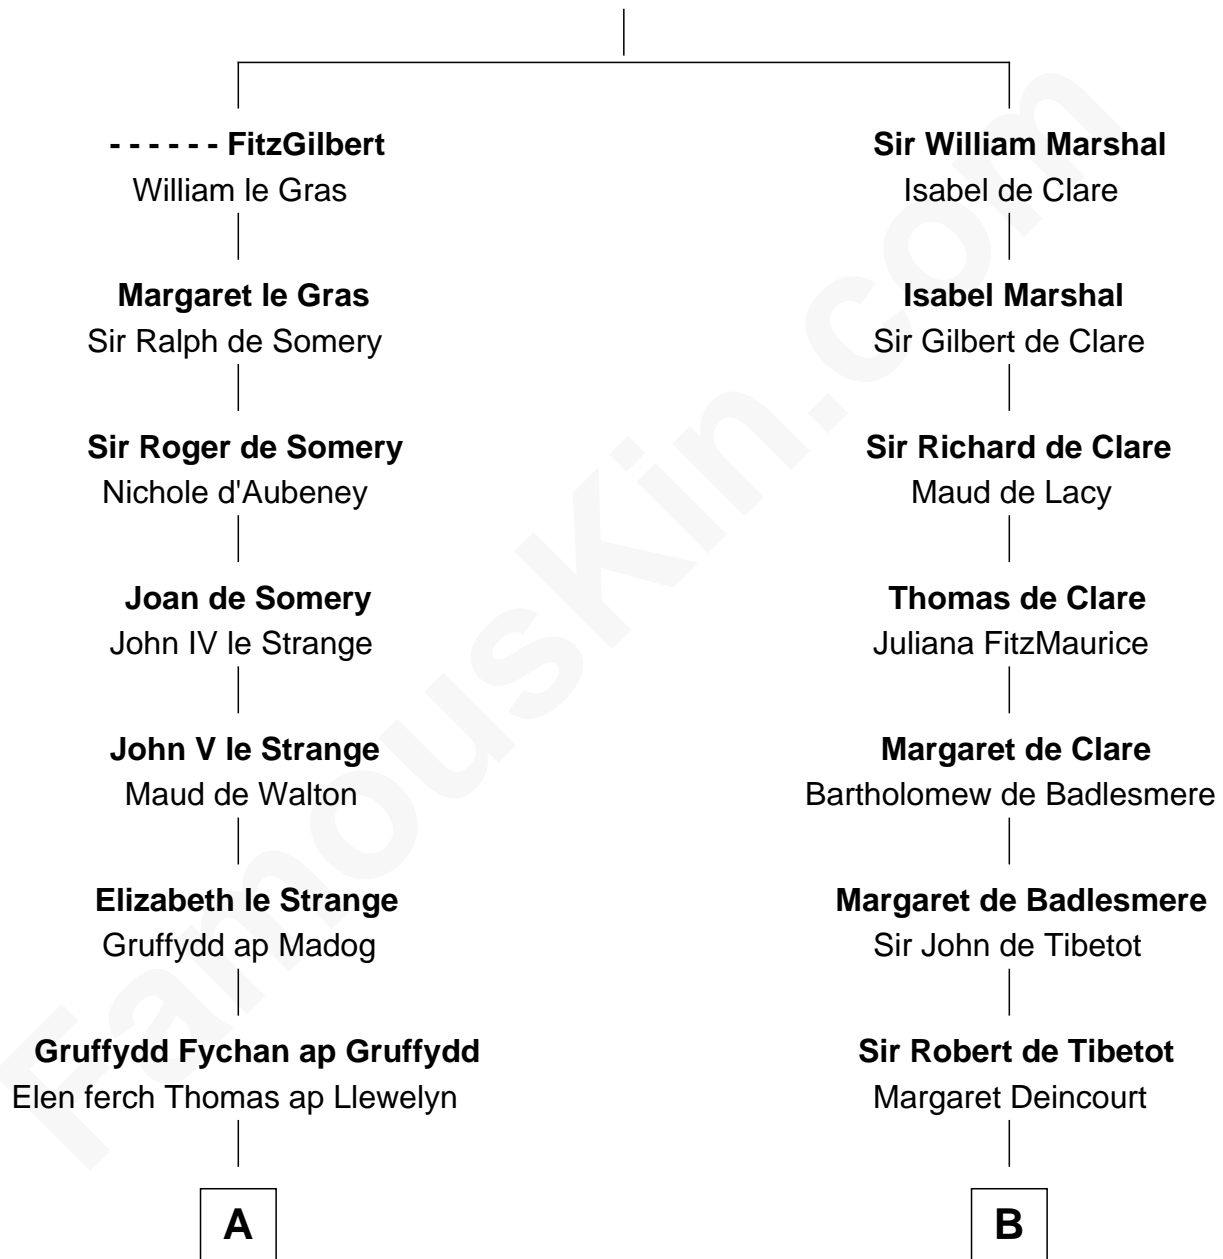 - - - - - - FitzGilbert
William le Gras
Margaret le Gras
Sir Ralph de Somery
Sir Roger de Somery
Nichole d'Aubeney
Joan de Somery
John IV le Strange
John V le Strange
Maud de Walton
Elizabeth le Strange
Gruffydd ap Madog
Gruffydd Fychan ap Gruffydd
Elen ferch Thomas ap Llewelyn
A
Sir William Marshal
Isabel de Clare
Isabel Marshal
Sir Gilbert de Clare
Sir Richard de Clare
Maud de Lacy
Thomas de Clare
Juliana FitzMaurice
Margaret de Clare
Bartholomew de Badlesmere
Margaret de Badlesmere
Sir John de Tibetot
Sir Robert de Tibetot
Margaret Deincourt
B
FamousKin.com